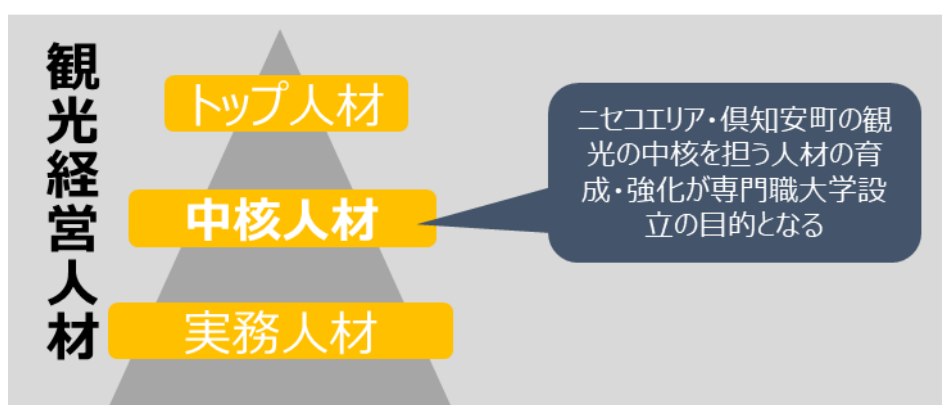 観光経営人材
トップ人材
中核人材
実務人材
ニセコエリア・倶知安町の観
光の中核を担う人材の育
成・強化が専門職大学設
立の目的となる